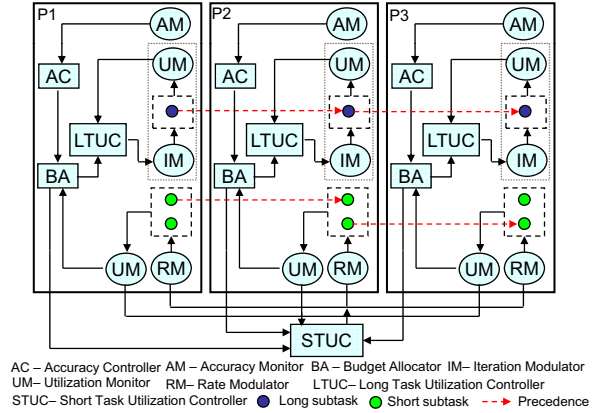 P1 AM P2 AM P3 AM
UM UM UM
AC AC AC
LTUC LTUC LTUC
IM IM IM
BA BA BA
UM RM UM RM UM RM
STUC
AC – Accuracy Controller AM – Accuracy Monitor BA – Budget Allocator IM– Iteration Modulator
UM– Utilization Monitor RM– Rate Modulator LTUC– Long Task Utilization Controller
STUC– Short Task Utilization Controller Long subtask Short subtask Precedence